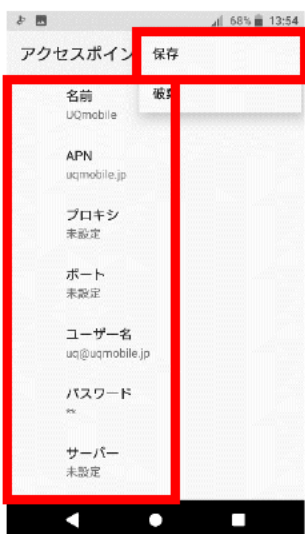 68% 13:54
アクセスポイン
保存
破棄
名前
UQmobile
APN
uqmobile.jp
プロキシ
未設定
ポート
未設定
ユーザー名
uq@uqmobile.jp
パスワード
**
サーバー
未設定